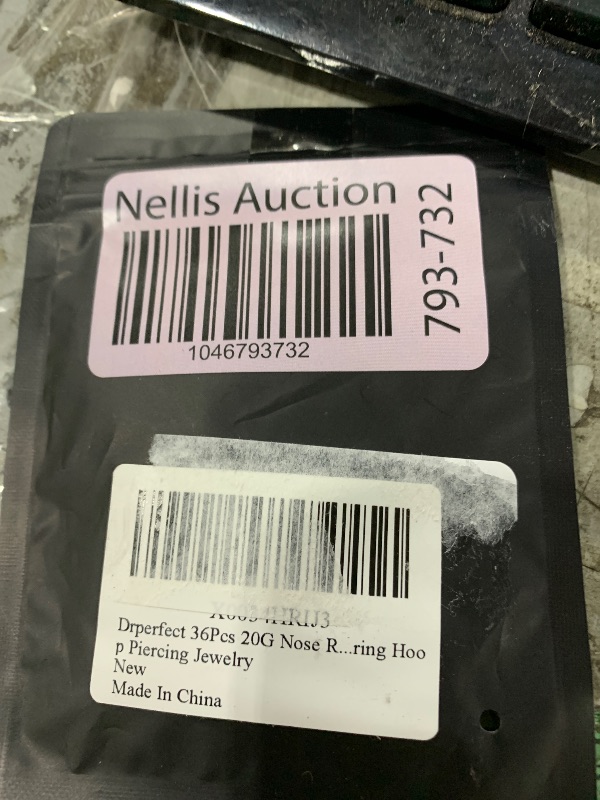 Nellis Auction
793-732
1046793732
Drperfect 36Pcs 20G Nose R...ring Hoo
p Piercing Jewelry
New
Made In China